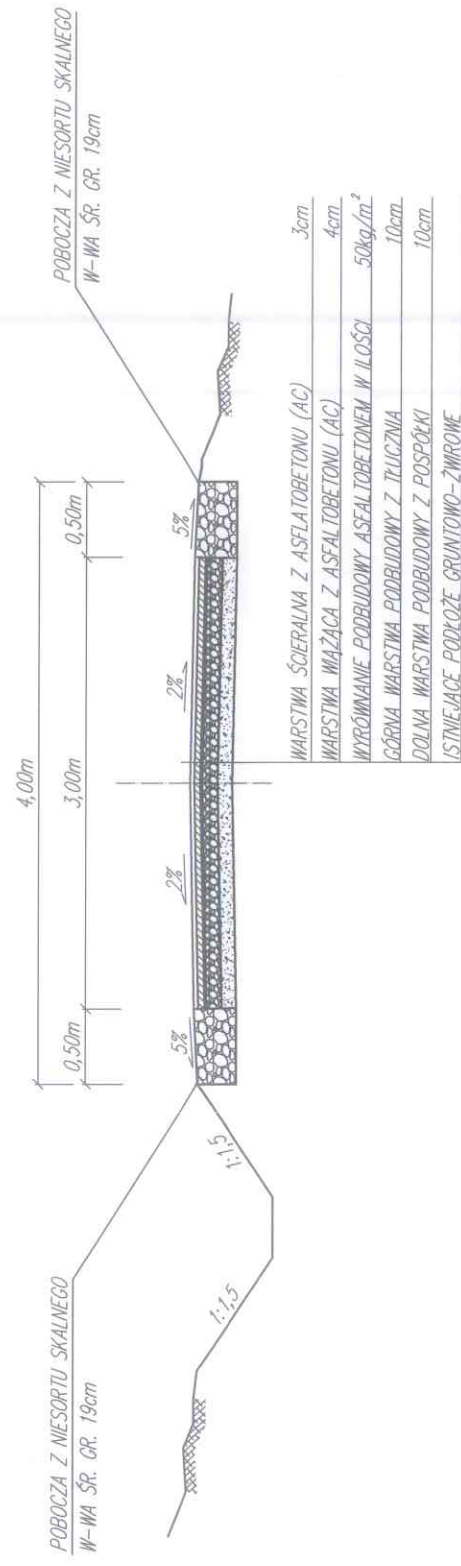 POBOCZA Z NIESORTU SKALNEGO
W-WA ŚR. GR. 19cm
POBOCZA Z NIESORTU SKALNEGO
W-WA ŚR. GR. 19cm
4,00m
0,50m
3,00m
0,50m
5%
2%
2%
5%
1:1,5
1:1,5
WARSTWA ŚCIERALNA Z ASFLATOBETONU (AC) 3cm
WARSTWA WIĄŻĄCA Z ASFALTOBETONU (AC) 4cm
WYRÓWNANIE PODBUDOWY ASFALTOBETONEM W ILOŚCI 50kg/m²
GÓRNA WARSTWA PODBUDOWY Z TŁUCZNIA 10cm
DOLNA WARSTWA PODBUDOWY Z POSPÓŁKI 10cm
ISTNIEJĄCE PODŁOŻE GRUNTOWO-ŻWIROWE